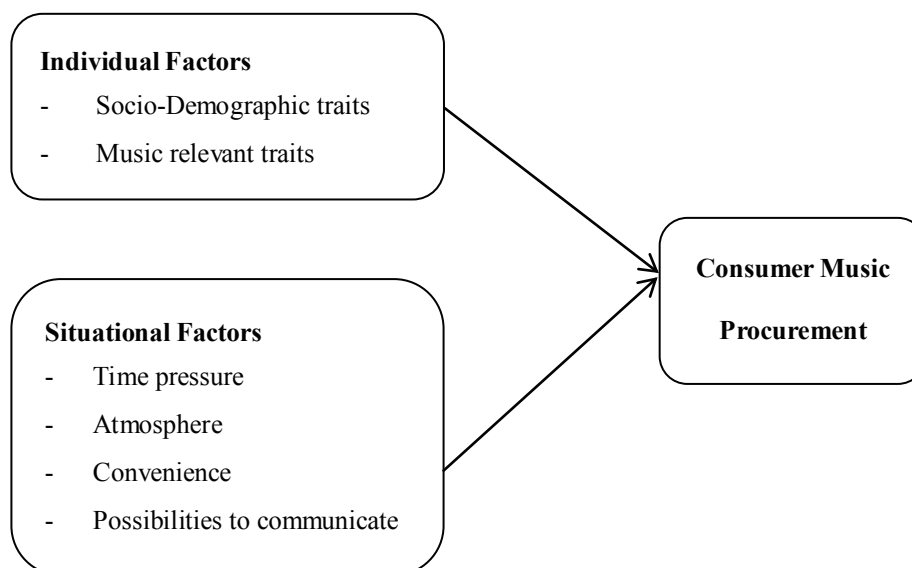 Individual Factors
- Socio-Demographic traits
- Music relevant traits
Situational Factors
- Time pressure
- Atmosphere
- Convenience
- Possibilities to communicate
Consumer Music
Procurement